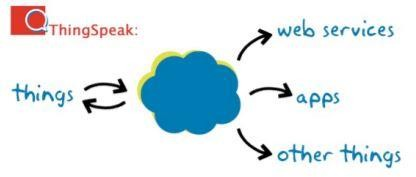 ThingSpeak:
web services
things
apps
other things